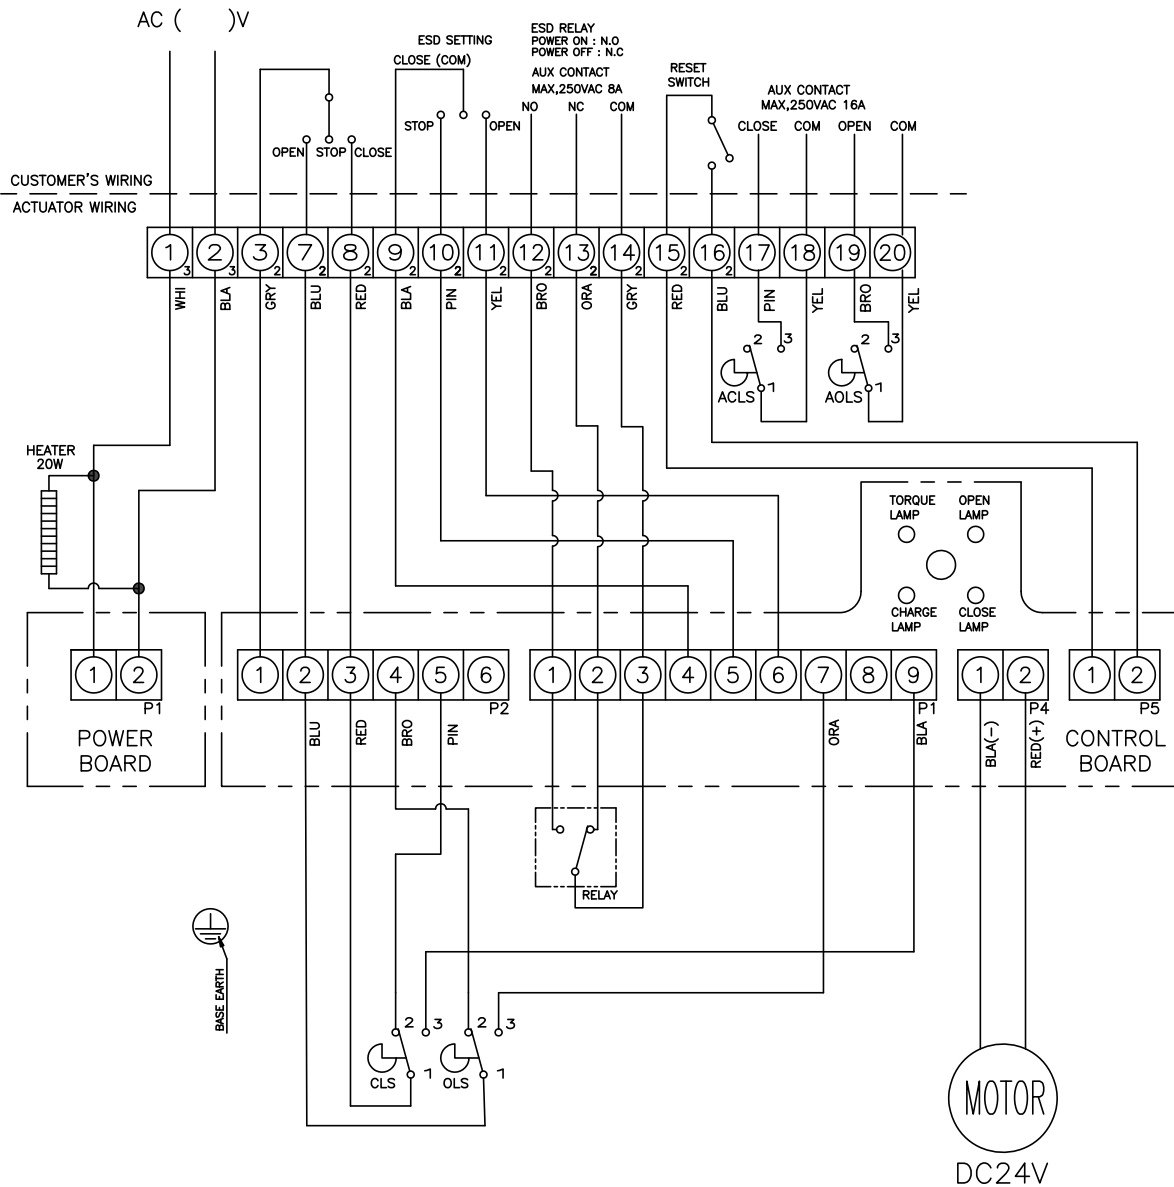 AC (      )V
ESD SETTING
CLOSE (COM)
STOP
OPEN
ESD RELAY
POWER ON : N.O
POWER OFF : N.C
AUX CONTACT
MAX,250VAC 8A
NO NC COM
RESET
SWITCH
AUX CONTACT
MAX,250VAC 16A
CLOSE COM OPEN COM
OPEN STOP CLOSE
CUSTOMER'S WIRING
ACTUATOR WIRING
1 2 3 7 8 9 10 11 12 13 14 15 16 17 18 19 20
3 3 2 2 2 2 2 2 2 2 2 2 2
WHI BLA GRY BLU RED BLA PIN YEL BRO ORA GRY RED BLU PIN YEL BRO YEL
2 3
1
ACLS
2 3
1
AOLS
HEATER
20W
TORQUE
LAMP
OPEN
LAMP
CHARGE
LAMP
CLOSE
LAMP
1 2
P1
POWER
BOARD
1 2 3 4 5 6
P2
BLU RED BRO PIN
1 2 3 4 5 6 7 8 9
P1
ORA BLA
1 2
P4
BLA(-) RED(+)
1 2
P5
CONTROL
BOARD
RELAY
BASE EARTH
2 3
1
CLS
2 3
1
OLS
MOTOR
DC24V